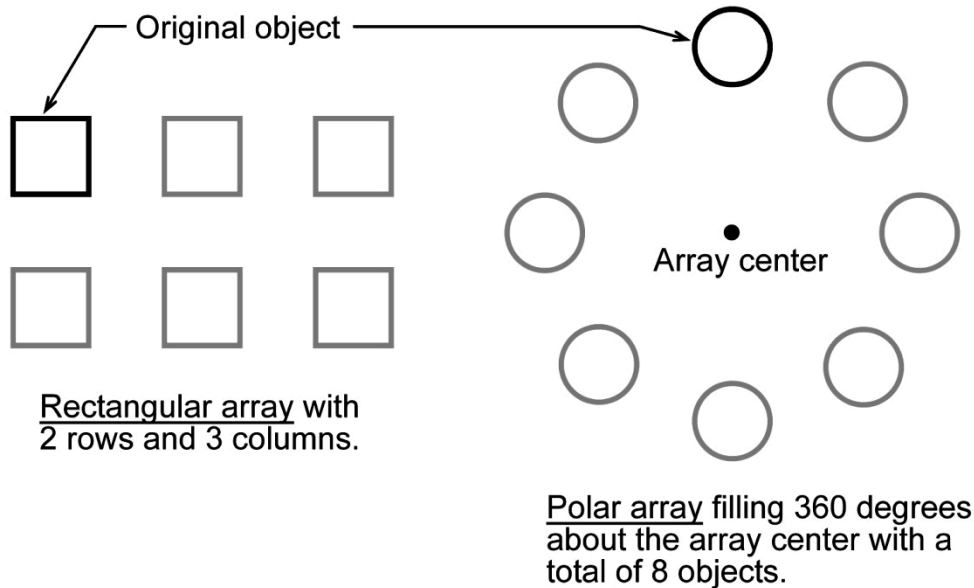 Original object
Array center
Rectangular array with
2 rows and 3 columns.
Polar array filling 360 degrees
about the array center with a
total of 8 objects.